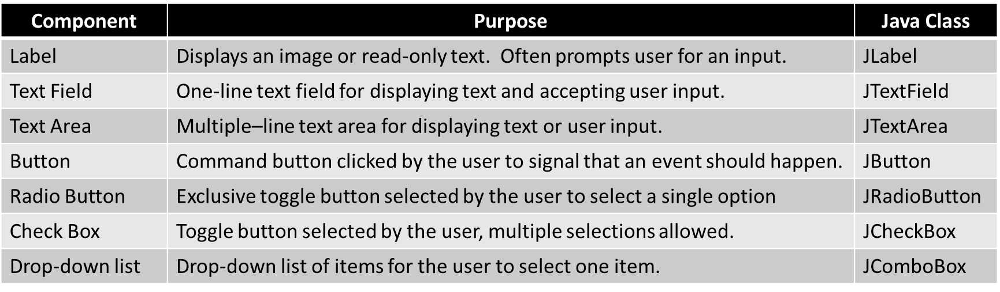 Component Purpose Java Class
Label Displays an image or read-only text.  Often prompts user for an input. JLabel
Text Field One-line text field for displaying text and accepting user input. JTextField
Text Area Multiple–line text area for displaying text or user input. JTextArea
Button Command button clicked by the user to signal that an event should happen. JButton
Radio Button Exclusive toggle button selected by the user to select a single option JRadioButton
Check Box Toggle button selected by the user, multiple selections allowed. JCheckBox
Drop-down list Drop-down list of items for the user to select one item. JComboBox